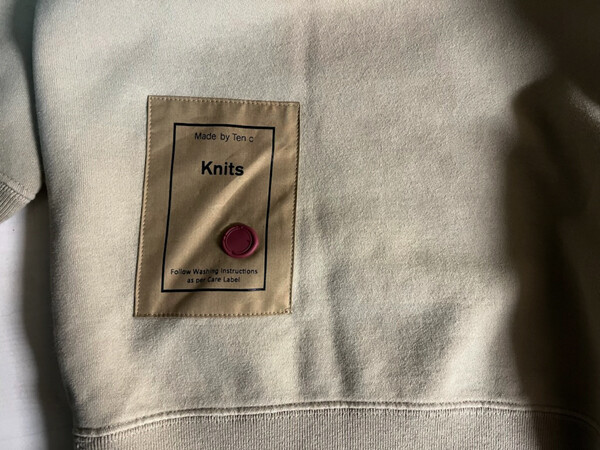 Made by Ten c
Knits
Follow Washing Instructions
as per Care Label